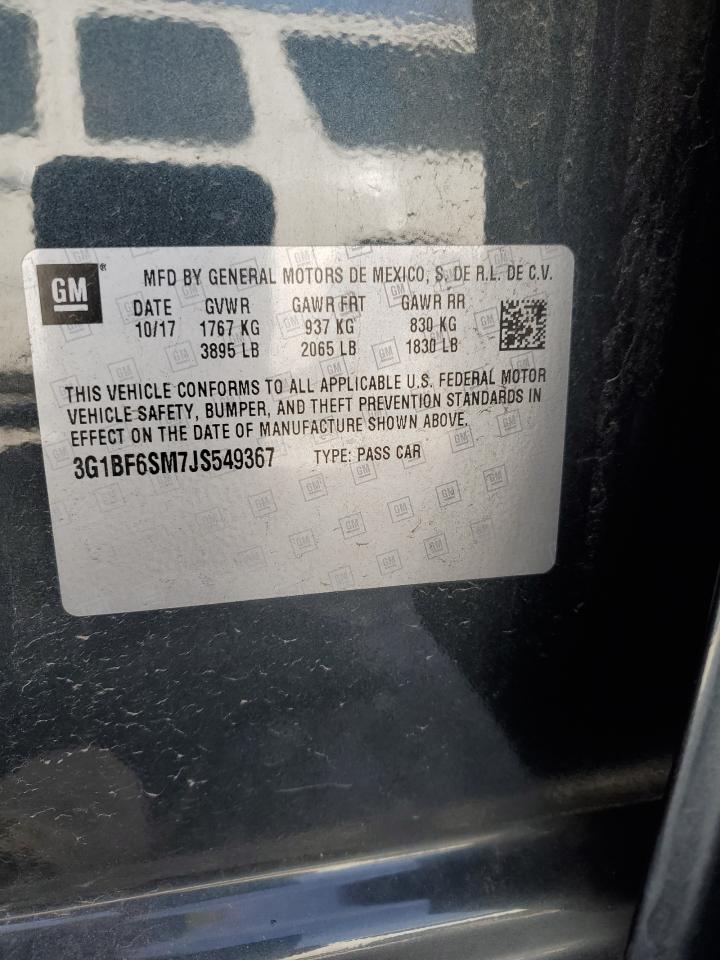 GM®
MFD BY GENERAL MOTORS DE MEXICO, S. DE R.L. DE C.V.
DATE GVWR GAWR FRT GAWR RR
10/17 1767 KG 937 KG 830 KG
3895 LB 2065 LB 1830 LB
THIS VEHICLE CONFORMS TO ALL APPLICABLE U.S. FEDERAL MOTOR
VEHICLE SAFETY, BUMPER, AND THEFT PREVENTION STANDARDS IN
EFFECT ON THE DATE OF MANUFACTURE SHOWN ABOVE.
3G1BF6SM7JS549367 TYPE: PASS CAR